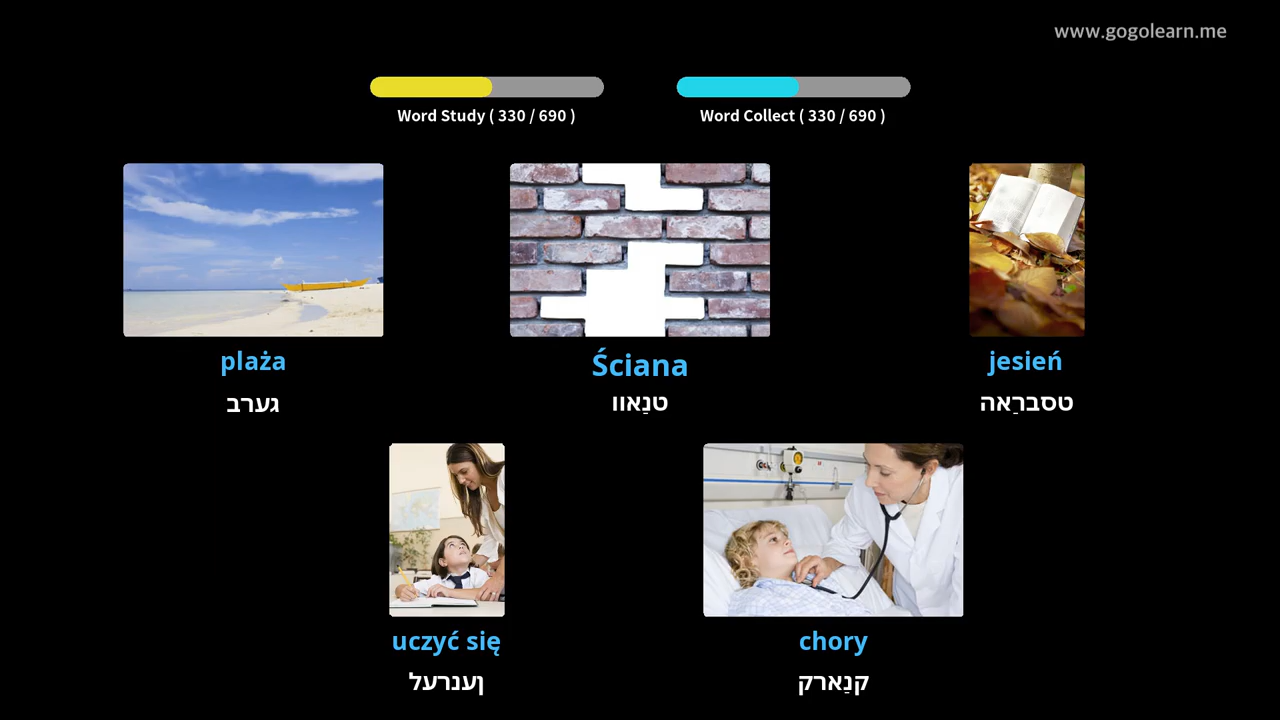 www.gogolearn.me
Word Study ( 330 / 690 )
Word Collect ( 330 / 690 )
plaża
גערב
Ściana
טנַאוו
jesień
טסברַאה
uczyć się
ןענרעל
chory
קנַארק